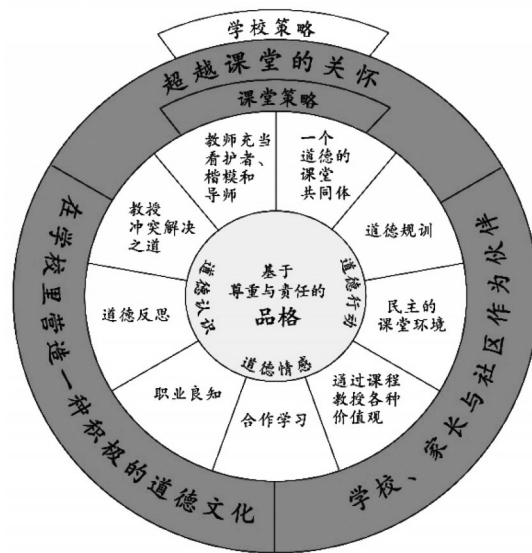 学校策略
超越课堂的关怀
课堂策略
教师充当
看护者、
楷模和
导师
一个
道德的
课堂
共同体
教授
冲突解决
之道
道德规训
道德反思
民主的
课堂环境
职业良知
合作学习
通过课程
教授各种
价值观
道德认识
基于
尊重与责任的
品格
道德行动
道德情感
在学校里营造一种积极的道德文化
学校、家长与社区作为伙伴